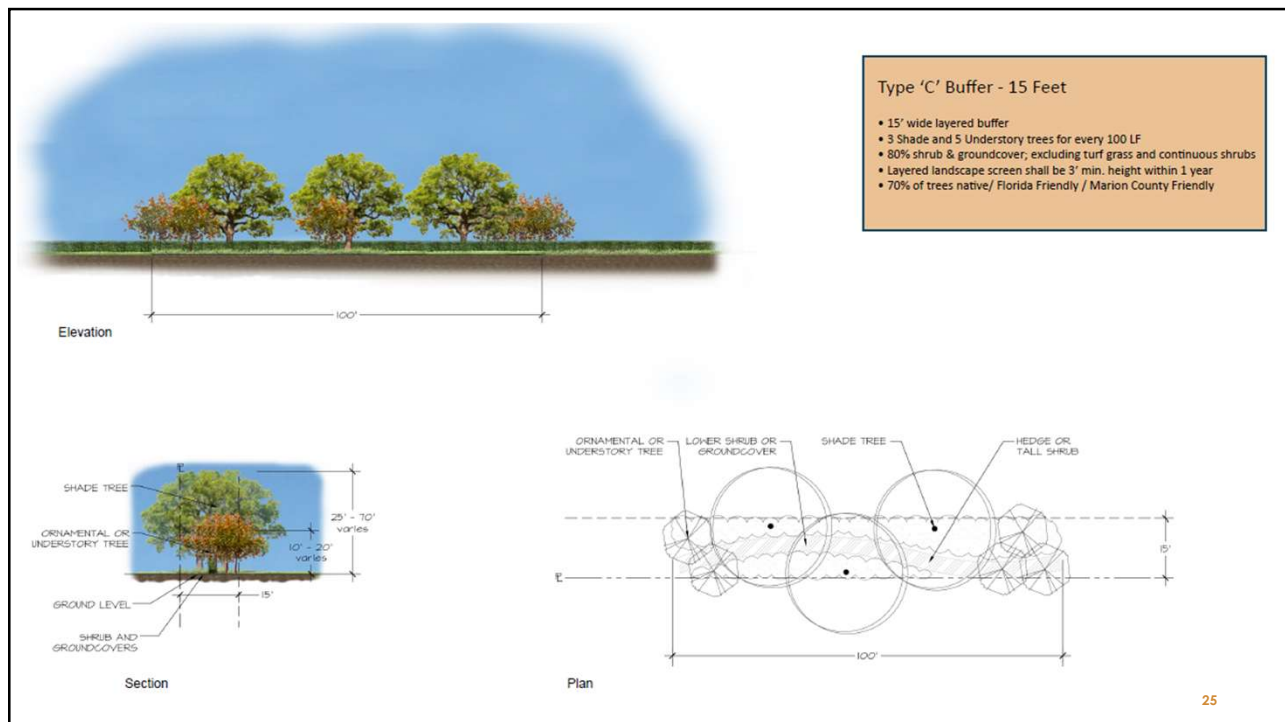 Type ‘C’ Buffer - 15 Feet
• 15’ wide layered buffer
• 3 Shade and 5 Understory trees for every 100 LF
• 80% shrub & groundcover; excluding turf grass and continuous shrubs
• Layered landscape screen shall be 3’ min. height within 1 year
• 70% of trees native/ Florida Friendly / Marion County Friendly
100'
Elevation
ORNAMENTAL OR
UNDERSTORY TREE
LOWER SHRUB OR
GROUNDCOVER
SHADE TREE
HEDGE OR
TALL SHRUB
15'
100'
Plan
SHADE TREE
ORNAMENTAL OR
UNDERSTORY TREE
25' - 70'
varies
10' - 20'
varies
GROUND LEVEL
15'
SHRUB AND
GROUNDCOVERS
Section
25